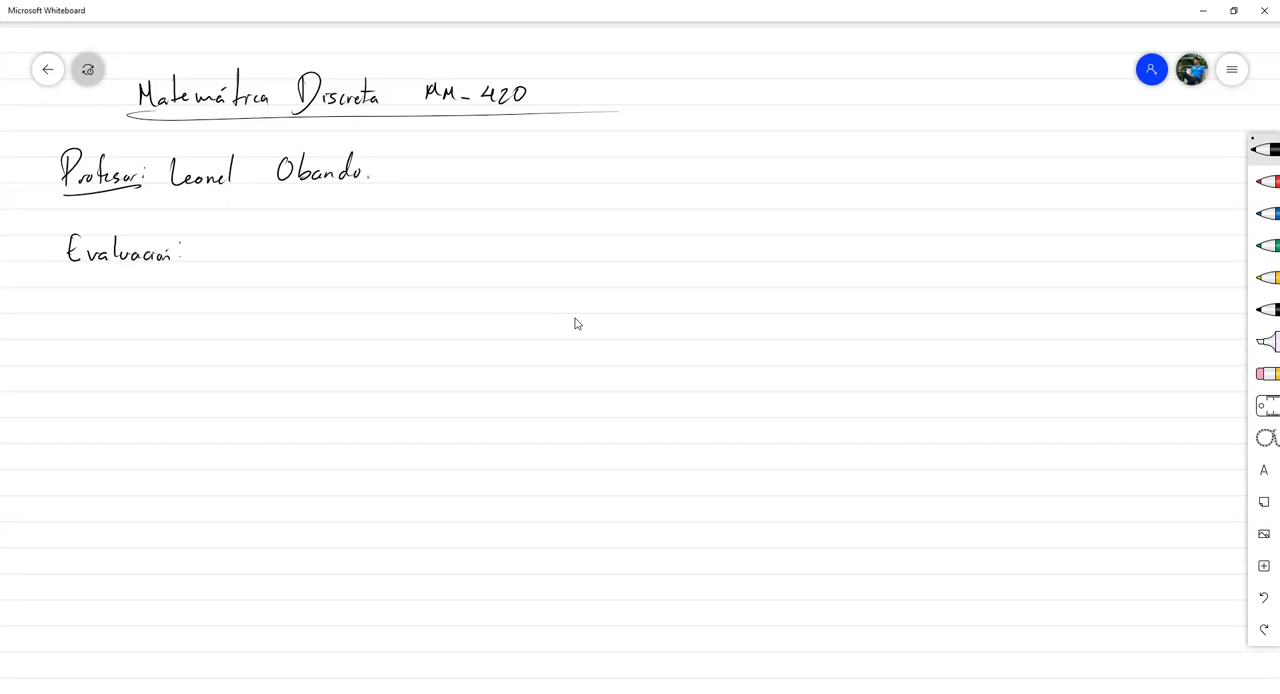 Microsoft Whiteboard
Matemática Discreta MM-420
Profesor: Leonel Obando.
Evaluación:
A